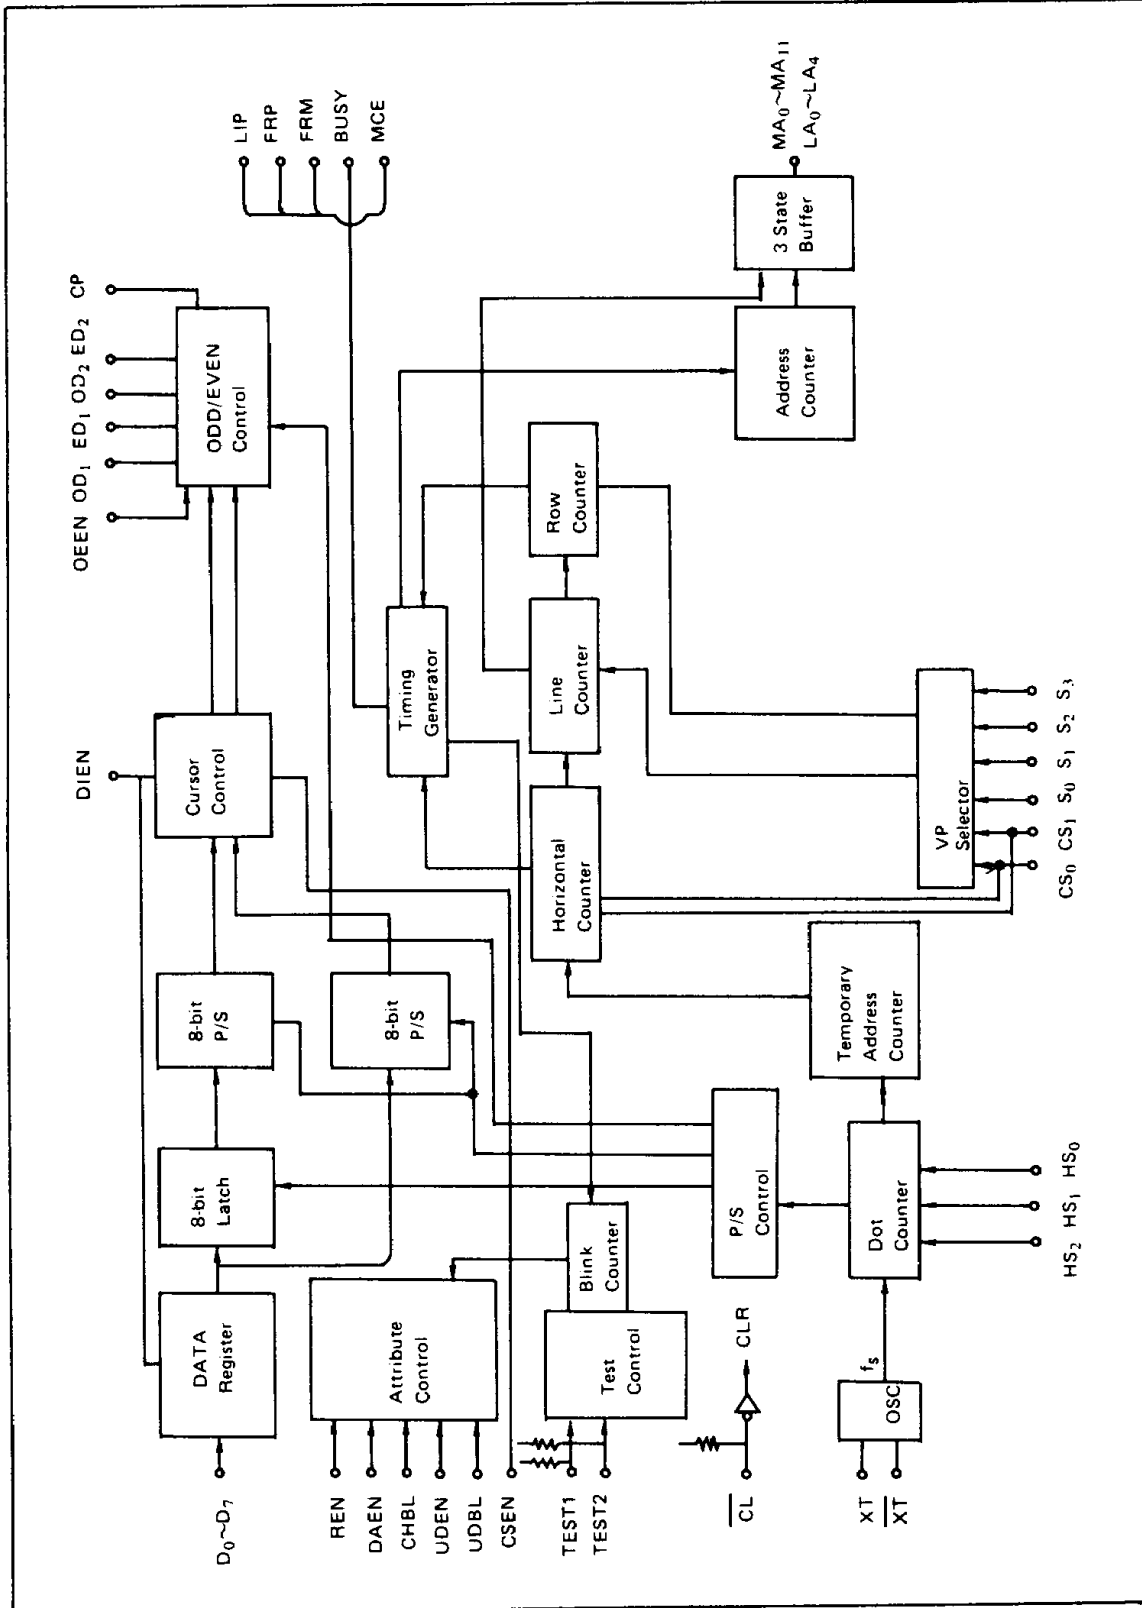 D0~D7
REN
DAEN
CHBL
UDEN
UDBL
CSEN
TEST1
TEST2
CL
XT
XT
DATA
Register
Attribute
Control
Test
Control
Blink
Counter
CLR
OSC
fs
8-bit
Latch
8-bit
P/S
8-bit
P/S
P/S
Control
Dot
Counter
HS2 HS1 HS0
Temporary
Address
Counter
DIEN
Cursor
Control
Timing
Generator
Horizontal
Counter
Line
Counter
Row
Counter
VP
Selector
CS0 CS1 S0 S1 S2 S3
OEEN OD1 ED1 OD2 ED2 CP
ODD/EVEN
Control
Address
Counter
3 State
Buffer
LIP
FRP
FRM
BUSY
MCE
MA0~MA11
LA0~LA4